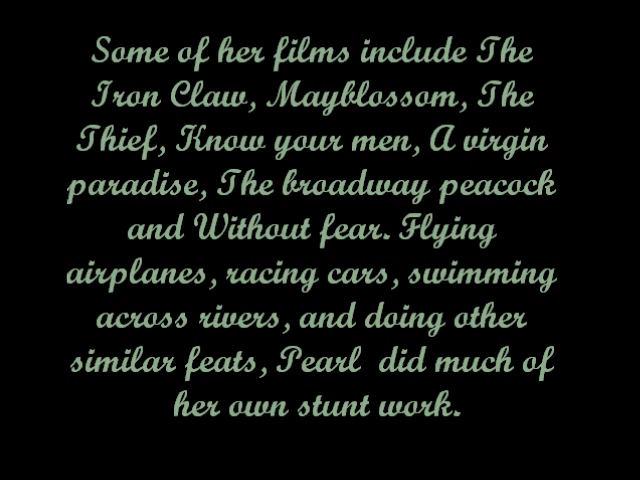 Some of her films include The
Iron Claw, Mayblossom, The
Thief, Know your men, A virgin
paradise, The broadway peacock
and Without fear. Flying
airplanes, racing cars, swimming
across rivers, and doing other
similar feats, Pearl did much of
her own stunt work.